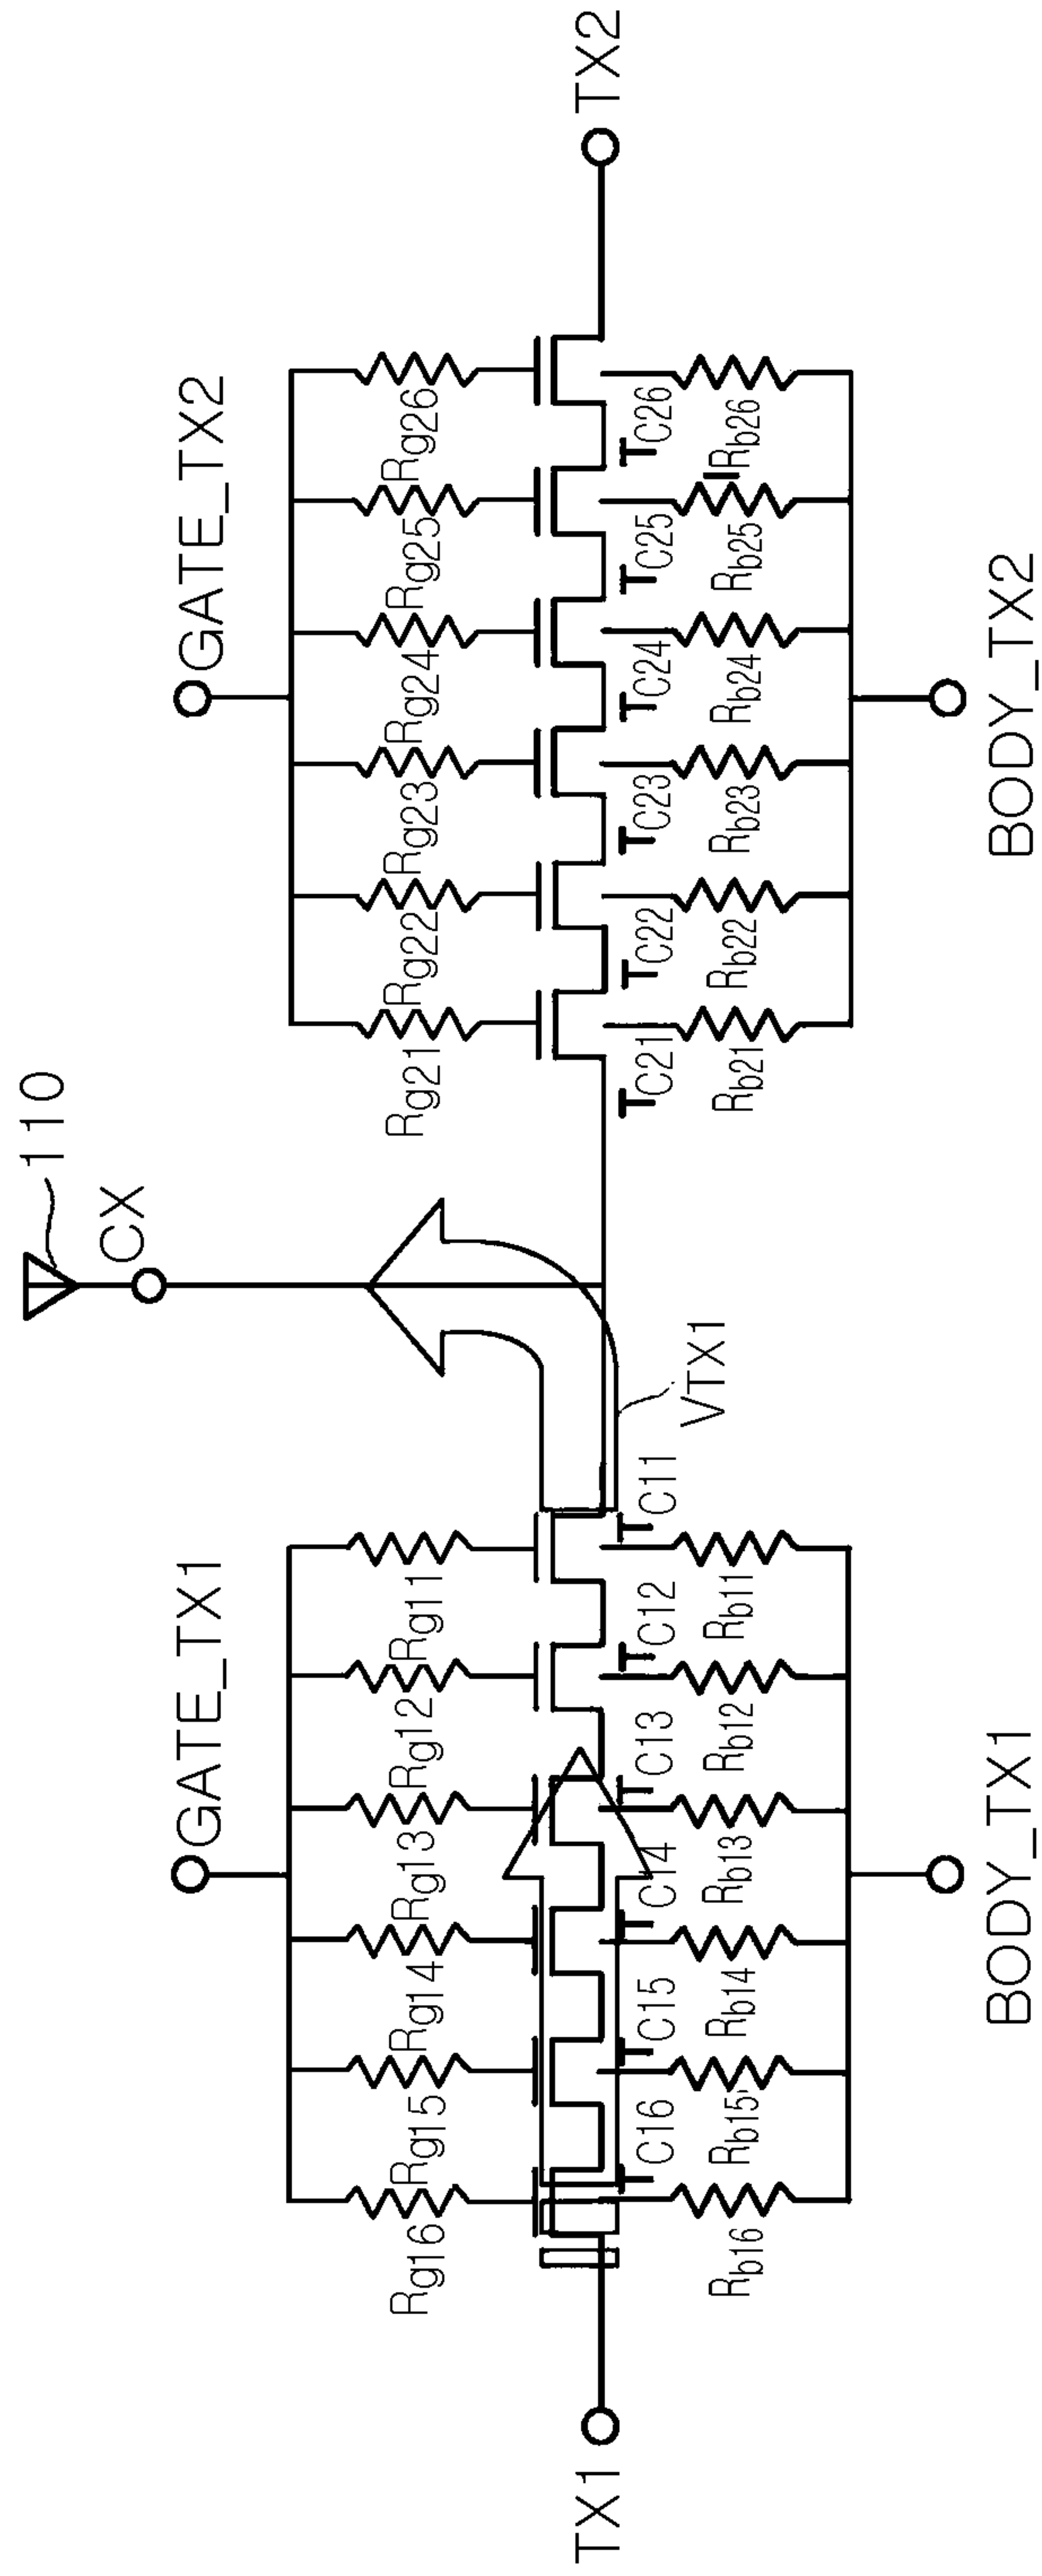 110
CX
GATE_TX1
GATE_TX2
Rg16
Rg15
Rg14
Rg13
Rg12
Rg11
Rg21
Rg22
Rg23
Rg24
Rg25
Rg26
TX1
TX2
VTX1
C16
C15
C14
C13
C12
C11
C21
C22
C23
C24
C25
C26
Rb16
Rb15
Rb14
Rb13
Rb12
Rb11
Rb21
Rb22
Rb23
Rb24
Rb25
Rb26
BODY_TX1
BODY_TX2